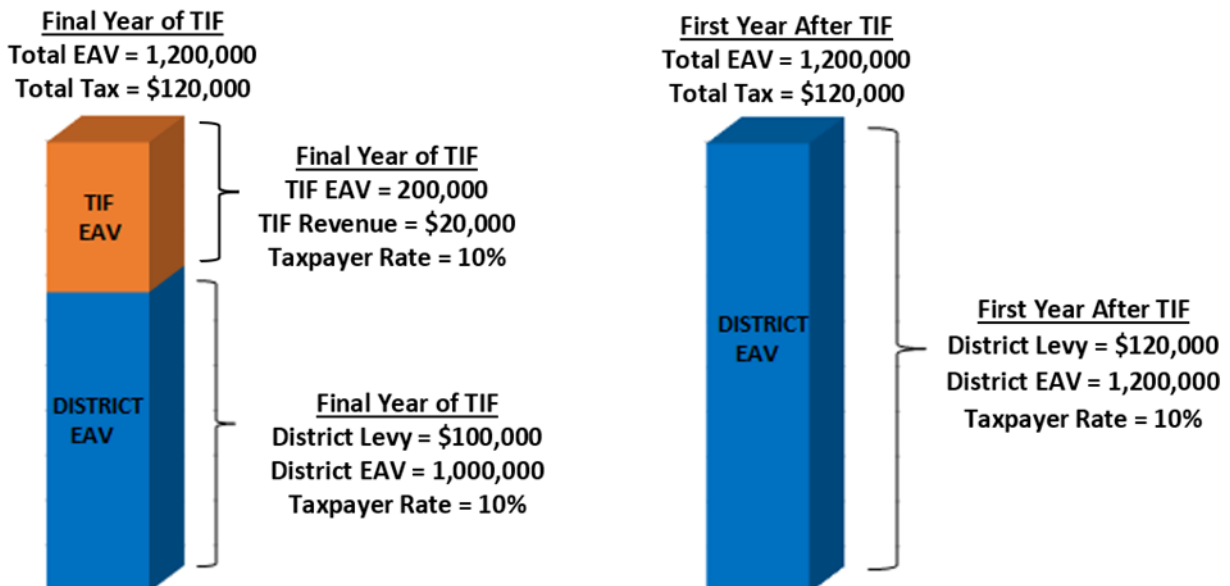 Final Year of TIF
Total EAV = 1,200,000
Total Tax = $120,000
TIF
EAV
Final Year of TIF
TIF EAV = 200,000
TIF Revenue = $20,000
Taxpayer Rate = 10%
DISTRICT
EAV
Final Year of TIF
District Levy = $100,000
District EAV = 1,000,000
Taxpayer Rate = 10%
First Year After TIF
Total EAV = 1,200,000
Total Tax = $120,000
DISTRICT
EAV
First Year After TIF
District Levy = $120,000
District EAV = 1,200,000
Taxpayer Rate = 10%